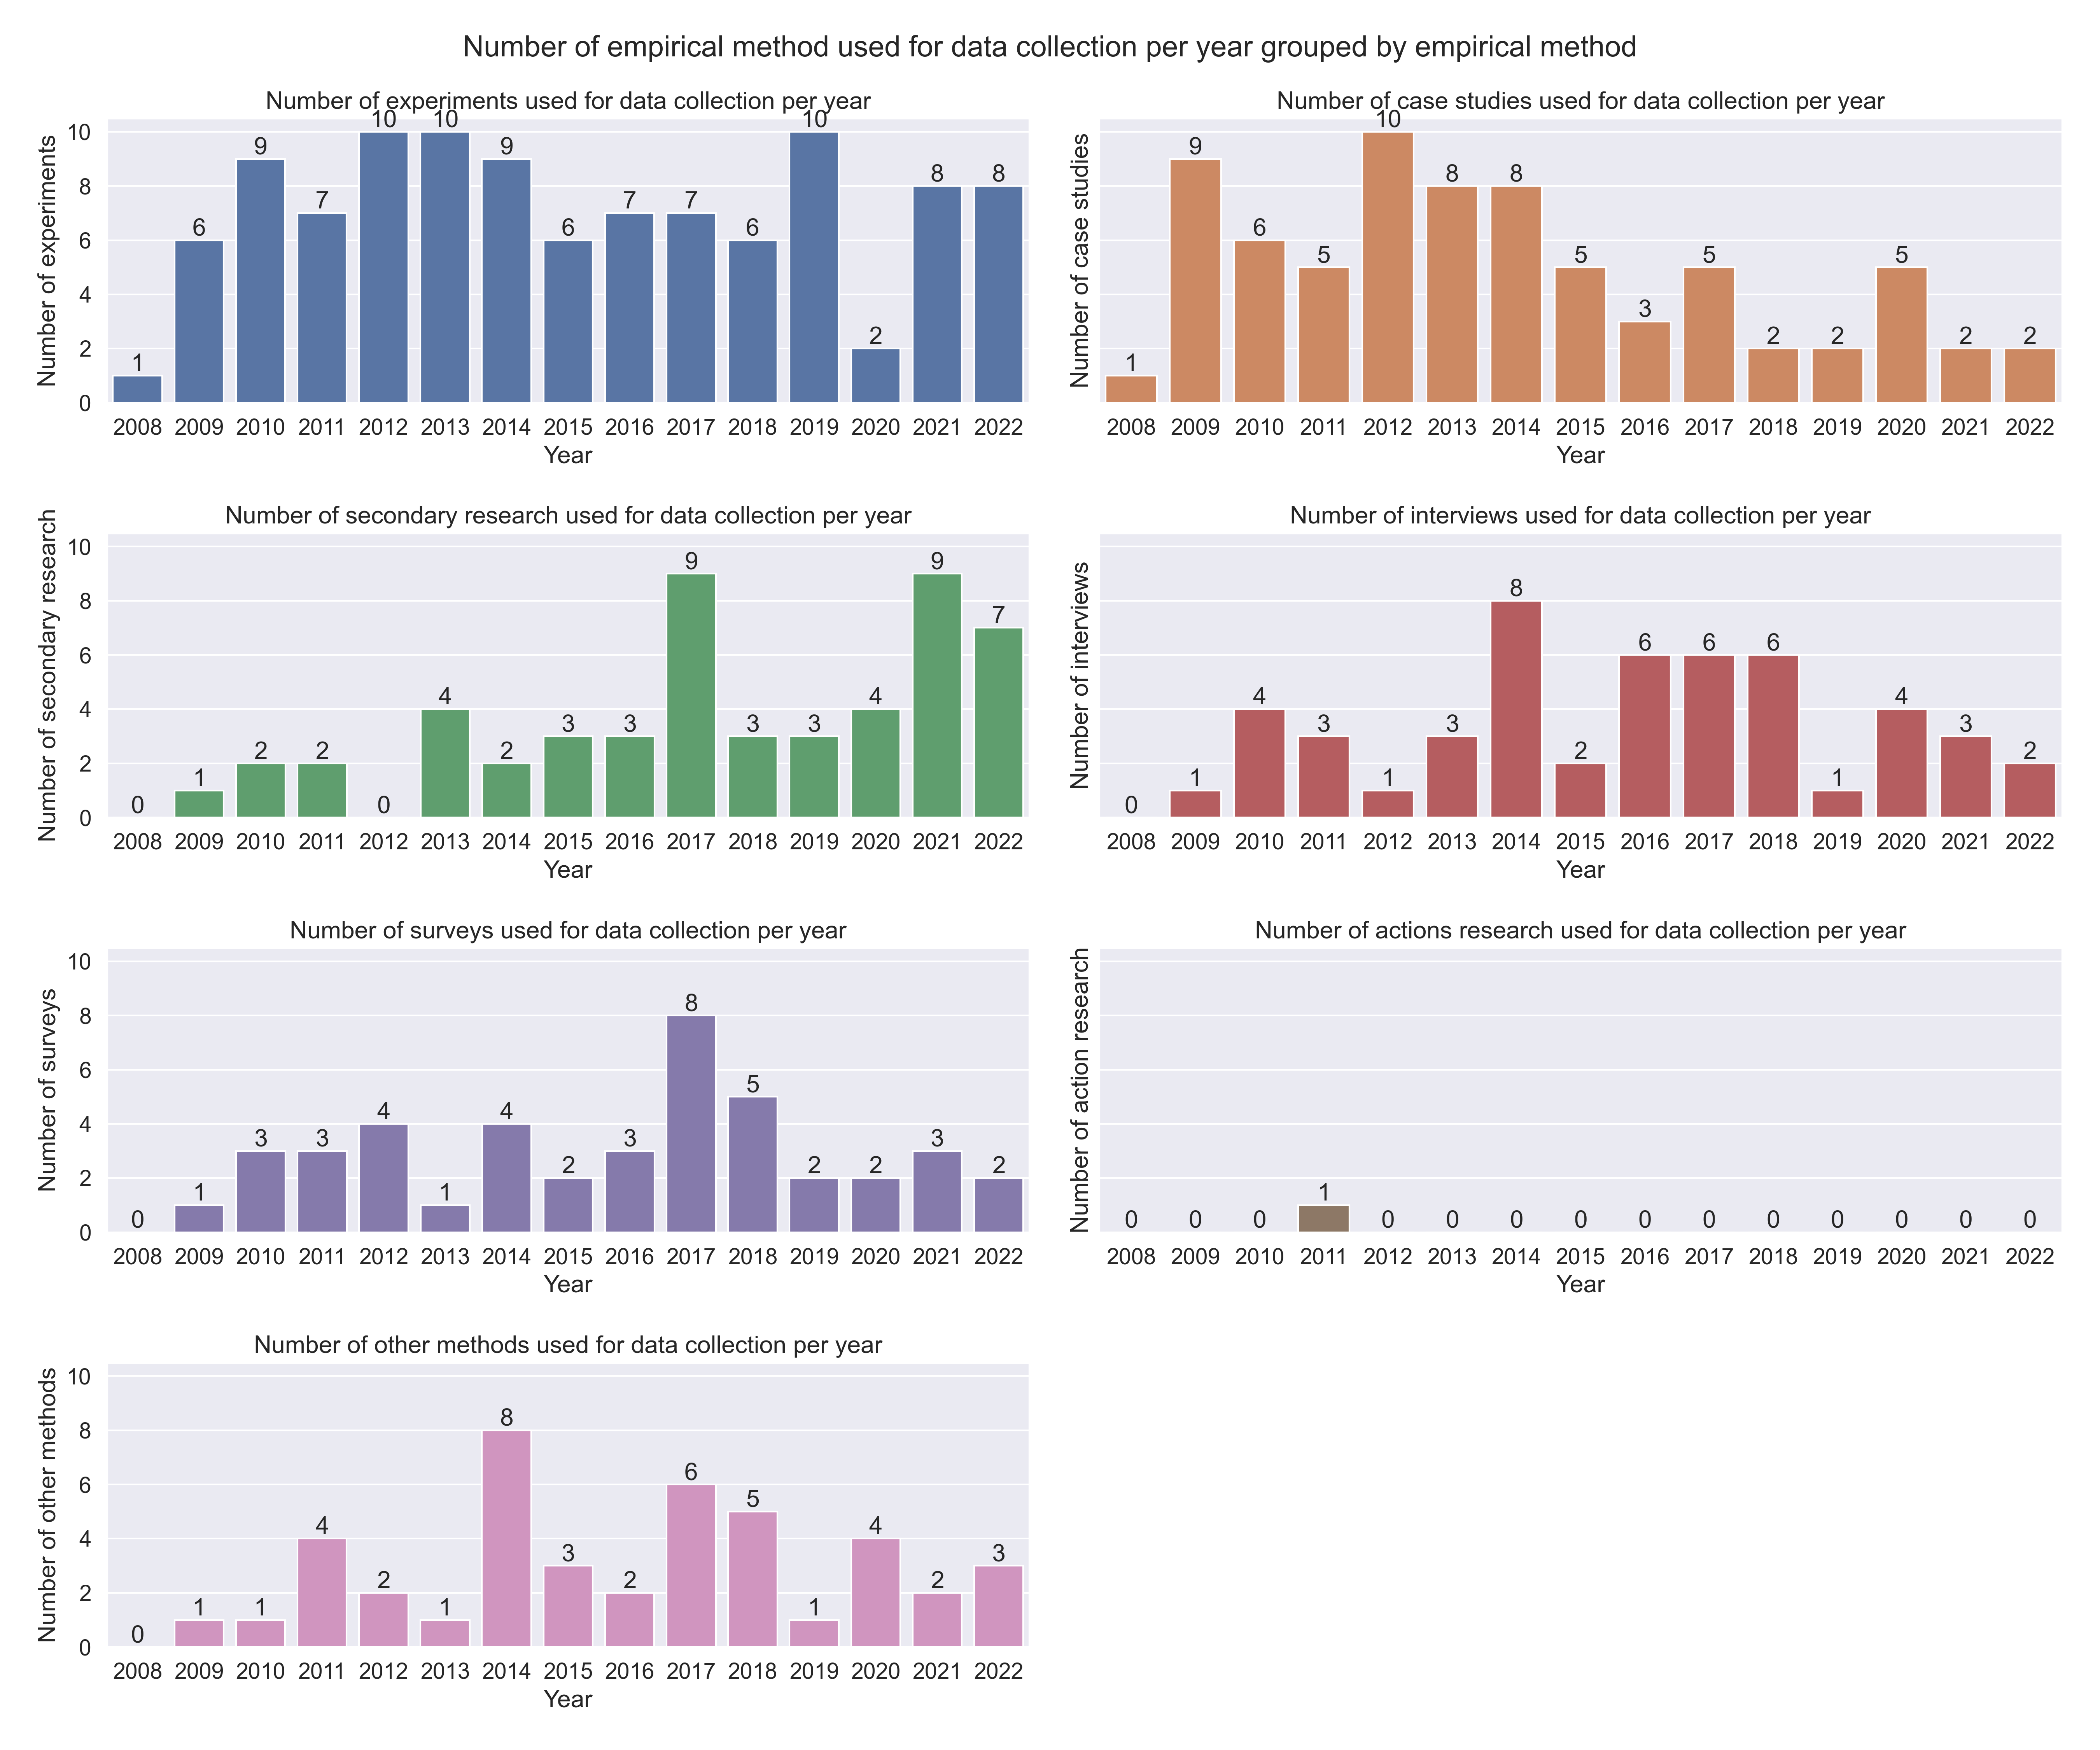 Number of empirical method used for data collection per year grouped by empirical method
Number of experiments used for data collection per year
Number of experiments
10
8
6
4
2
0
1 6 9 7 10 10 9 6 7 7 6 10 2 8 8
2008 2009 2010 2011 2012 2013 2014 2015 2016 2017 2018 2019 2020 2021 2022
Year
Number of case studies used for data collection per year
Number of case studies
1 9 6 5 10 8 8 5 3 5 2 2 5 2 2
2008 2009 2010 2011 2012 2013 2014 2015 2016 2017 2018 2019 2020 2021 2022
Year
Number of secondary research used for data collection per year
Number of secondary research
10
8
6
4
2
0
0 1 2 2 0 4 2 3 3 9 3 3 4 9 7
2008 2009 2010 2011 2012 2013 2014 2015 2016 2017 2018 2019 2020 2021 2022
Year
Number of interviews used for data collection per year
Number of interviews
0 1 4 3 1 3 8 2 6 6 6 1 4 3 2
2008 2009 2010 2011 2012 2013 2014 2015 2016 2017 2018 2019 2020 2021 2022
Year
Number of surveys used for data collection per year
Number of surveys
10
8
6
4
2
0
0 1 3 3 4 1 4 2 3 8 5 2 2 3 2
2008 2009 2010 2011 2012 2013 2014 2015 2016 2017 2018 2019 2020 2021 2022
Year
Number of actions research used for data collection per year
Number of action research
0 0 0 1 0 0 0 0 0 0 0 0 0 0 0
2008 2009 2010 2011 2012 2013 2014 2015 2016 2017 2018 2019 2020 2021 2022
Year
Number of other methods used for data collection per year
Number of other methods
10
8
6
4
2
0
0 1 1 4 2 1 8 3 2 6 5 1 4 2 3
2008 2009 2010 2011 2012 2013 2014 2015 2016 2017 2018 2019 2020 2021 2022
Year